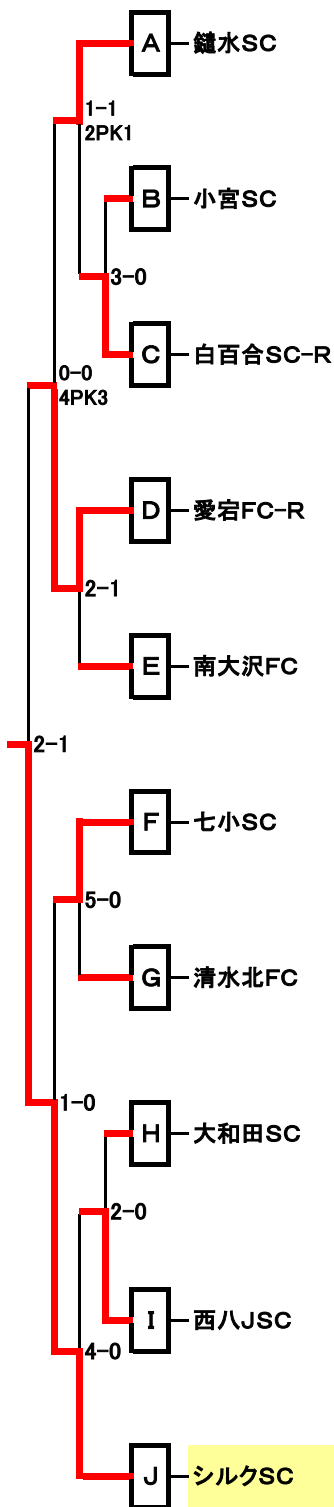 A 鑓水SC
1-1
2PK1
B 小宮SC
3-0
C 白百合SC-R
0-0
4PK3
D 愛宕FC-R
2-1
E 南大沢FC
2-1
F 七小SC
5-0
G 清水北FC
1-0
H 大和田SC
2-0
I 西八JSC
4-0
J シルクSC